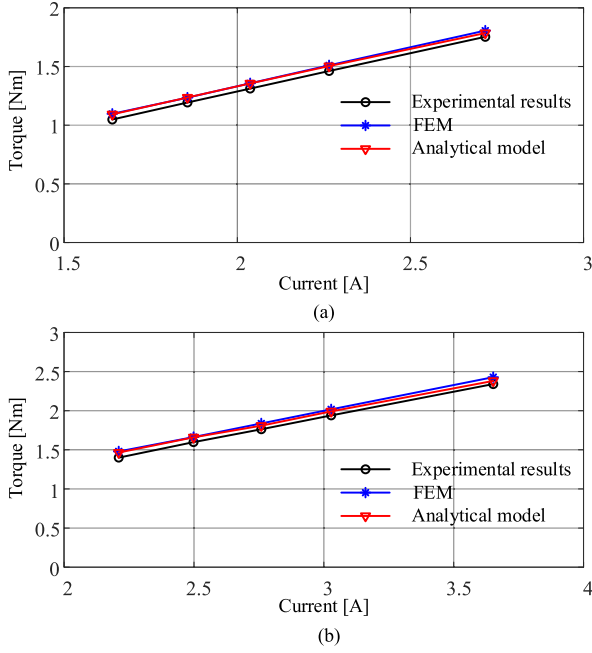 2
1.5
1
0.5
0
Torque [Nm]
Experimental results
FEM
Analytical model
1.5 2 2.5 3
Current [A]
(a)
3
2.5
2
1.5
1
0.5
0
Torque [Nm]
Experimental results
FEM
Analytical model
2 2.5 3 3.5 4
Current [A]
(b)